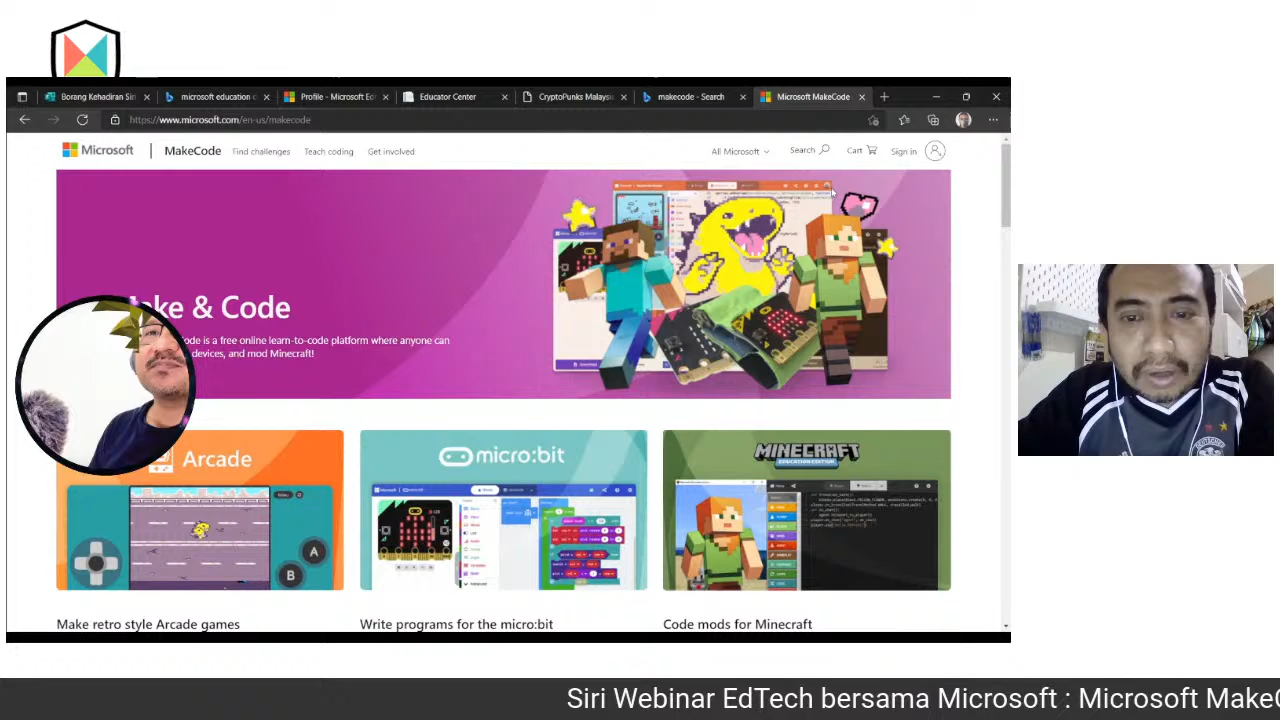 Borang Kehadiran Siri
microsoft education c
Profile - Microsoft Ed
Educator Center
CryptoPunks Malaysi
makecode - Search
Microsoft MakeCode
https://www.microsoft.com/en-us/makecode
Microsoft
MakeCode
Find challenges
Teach coding
Get involved
All Microsoft
Search
Cart
Sign in
ke & Code
ode is a free online learn-to-code platform where anyone can
devices, and mod Minecraft!
Arcade
A
B
micro:bit
MINECRAFT
EDUCATION EDITION
Make retro style Arcade games
Write programs for the micro:bit
Code mods for Minecraft
Siri Webinar EdTech bersama Microsoft : Microsoft Make